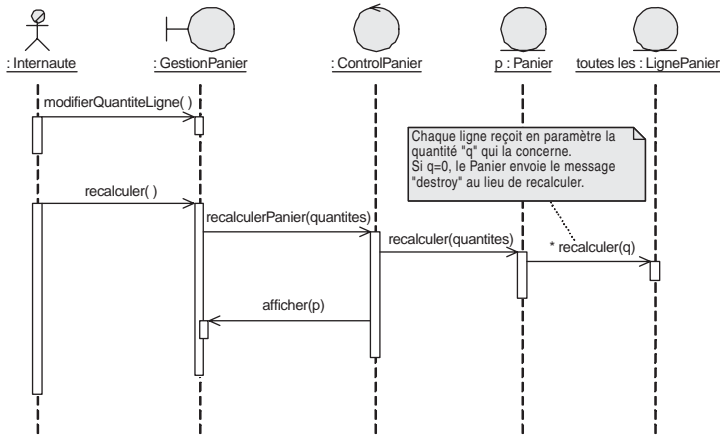 : Internaute
: GestionPanier
: ControlPanier
p : Panier
toutes les : LignePanier
modifierQuantiteLigne( )
Chaque ligne reçoit en paramètre la
quantité "q" qui la concerne.
Si q=0, le Panier envoie le message
"destroy" au lieu de recalculer.
recalculer( )
recalculerPanier(quantites)
recalculer(quantites)
* recalculer(q)
afficher(p)